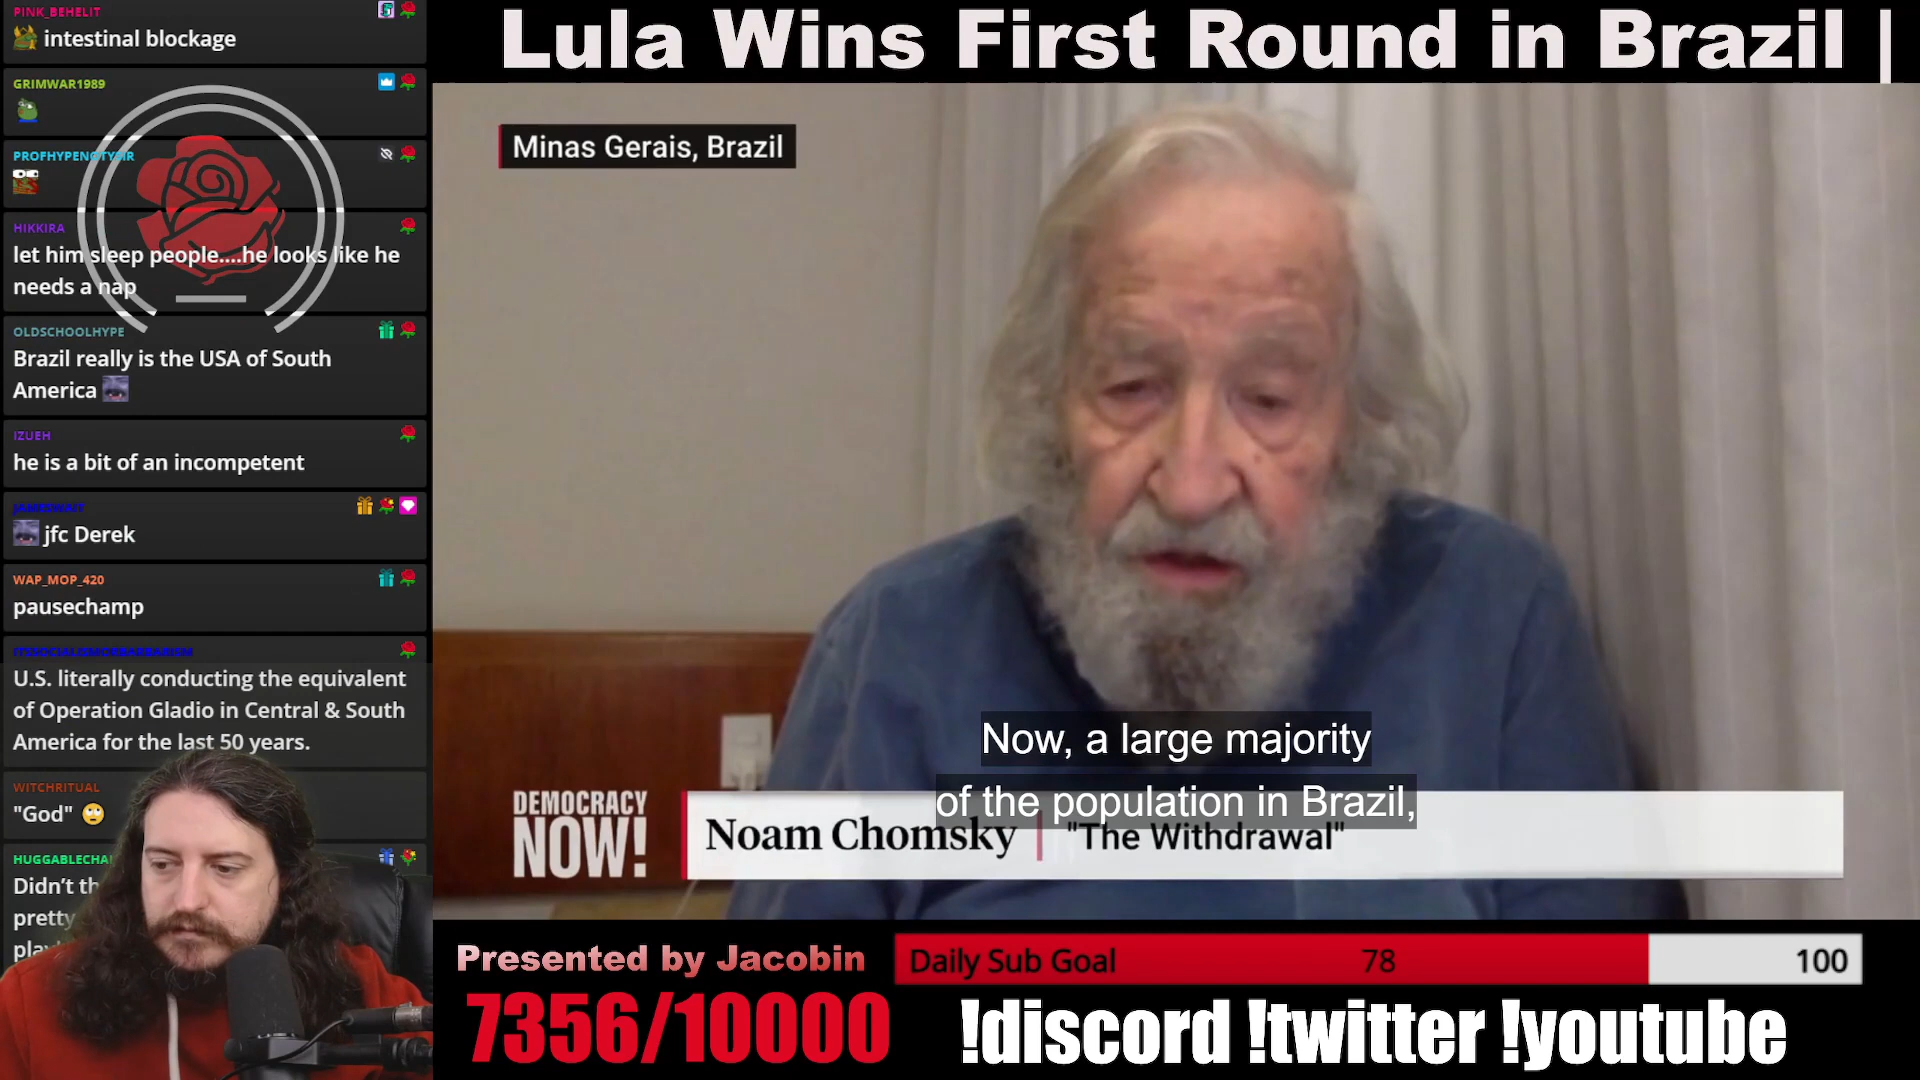 PINK_BEHELIT
intestinal blockage
GRIMWAR1989
HIKKIRA
let him sleep people....he looks like he
needs a nap
OLDSCHOOLHYPE
Brazil really is the USA of South
America
IZUEH
he is a bit of an incompetent
jfc Derek
WAP_MOP_420
pausechamp
ITSSOCIALISMORBARBARISM
U.S. literally conducting the equivalent
of Operation Gladio in Central & South
America for the last 50 years.
WITCHRITUAL
"God"
HUGGABLECHA
Didn't th
pretty
Lula Wins First Round in Brazil |
Minas Gerais, Brazil
Now, a large majority
of the population in Brazil,
DEMOCRACY
NOW!
Noam Chomsky | "The Withdrawal"
Presented by Jacobin
Daily Sub Goal 78 100
7356/10000
!discord !twitter !youtube